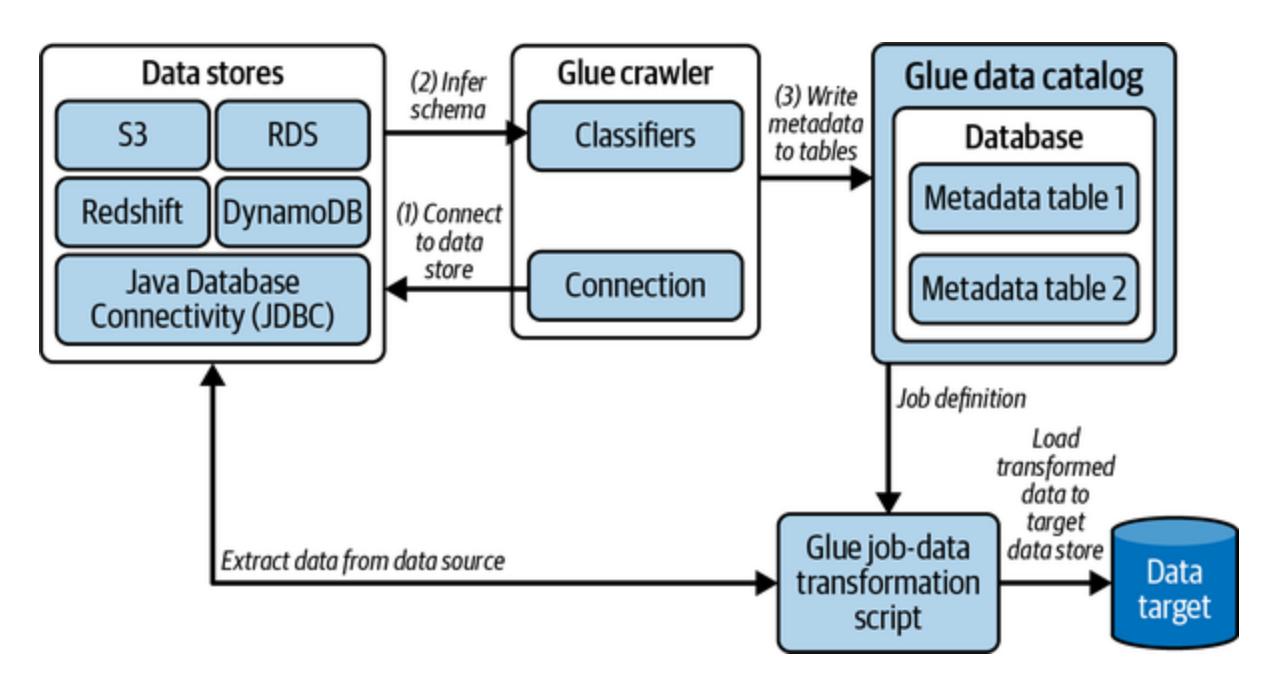 Data stores
S3
RDS
Redshift
DynamoDB
Java Database
Connectivity (JDBC)
(2) Infer
schema
(1) Connect
to data
store
Glue crawler
Classifiers
Connection
(3) Write
metadata
to tables
Glue data catalog
Database
Metadata table 1
Metadata table 2
Job definition
Extract data from data source
Glue job-data
transformation
script
Load
transformed
data to
target
data store
Data
target